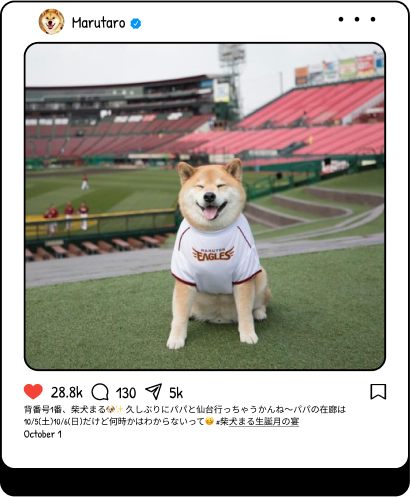 Marutaro
RAKUTEN
EAGLES
28.8k 130 5k
背番号1番、柴犬まる🐶✨久しぶりにパパと仙台行っちゃうかんね〜パパの在廊は
10/5(土)10/6(日)だけど何時かはわからないって😄 #柴犬まる生誕月の宴
October 1